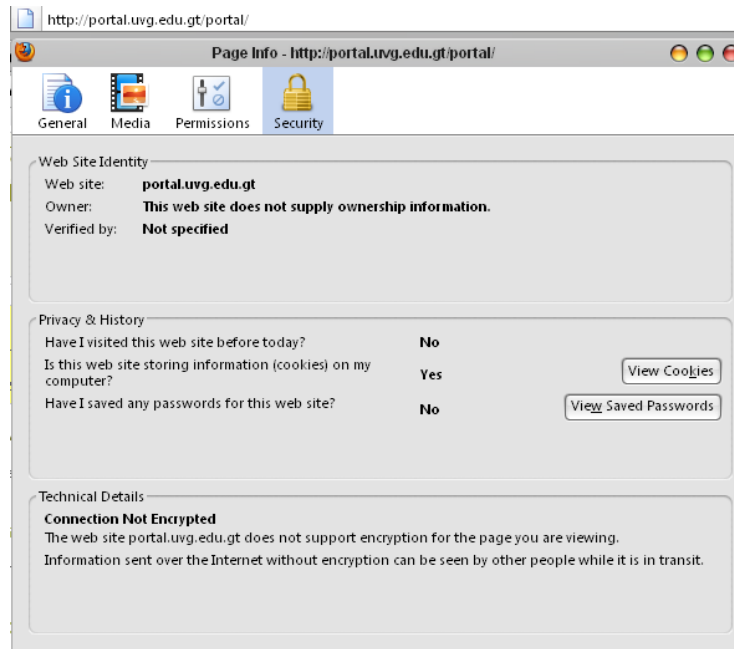 http://portal.uvg.edu.gt/portal/
Page Info - http://portal.uvg.edu.gt/portal/
General Media Permissions Security
Web Site Identity
Web site: portal.uvg.edu.gt
Owner: This web site does not supply ownership information.
Verified by: Not specified
Privacy & History
Have I visited this web site before today? No
Is this web site storing information (cookies) on my
computer? Yes View Cookies
Have I saved any passwords for this web site? No View Saved Passwords
Technical Details
Connection Not Encrypted
The web site portal.uvg.edu.gt does not support encryption for the page you are viewing.
Information sent over the Internet without encryption can be seen by other people while it is in transit.